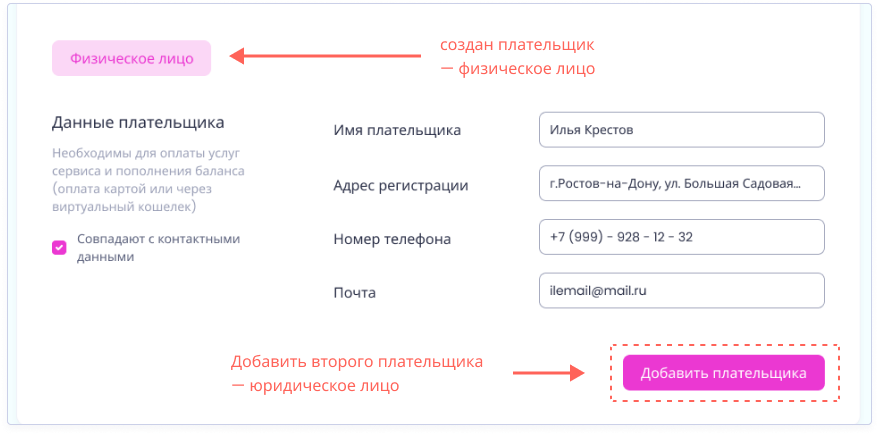 Физическое лицо
создан плательщик
— физическое лицо
Данные плательщика
Необходимы для оплаты услуг
сервиса и пополнения баланса
(оплата картой или через
виртуальный кошелек)
Совпадают с контактными
данными
Имя плательщика
Илья Крестов
Адрес регистрации
г.Ростов-на-Дону, ул. Большая Садовая...
Номер телефона
+7 (999) - 928 - 12 - 32
Почта
ilemail@mail.ru
Добавить второго плательщика
— юридическое лицо
Добавить плательщика